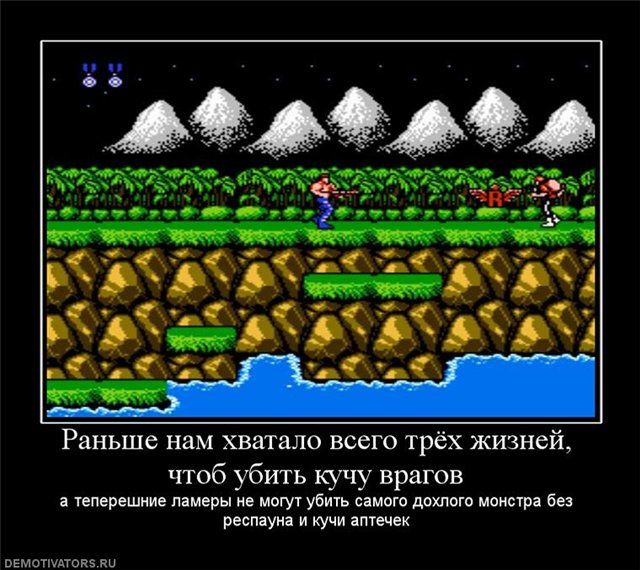 R
Раньше нам хватало всего трёх жизней,
чтоб убить кучу врагов
а теперешние ламеры не могут убить самого дохлого монстра без
респауна и кучи аптечек
DEMOTIVATORS.RU